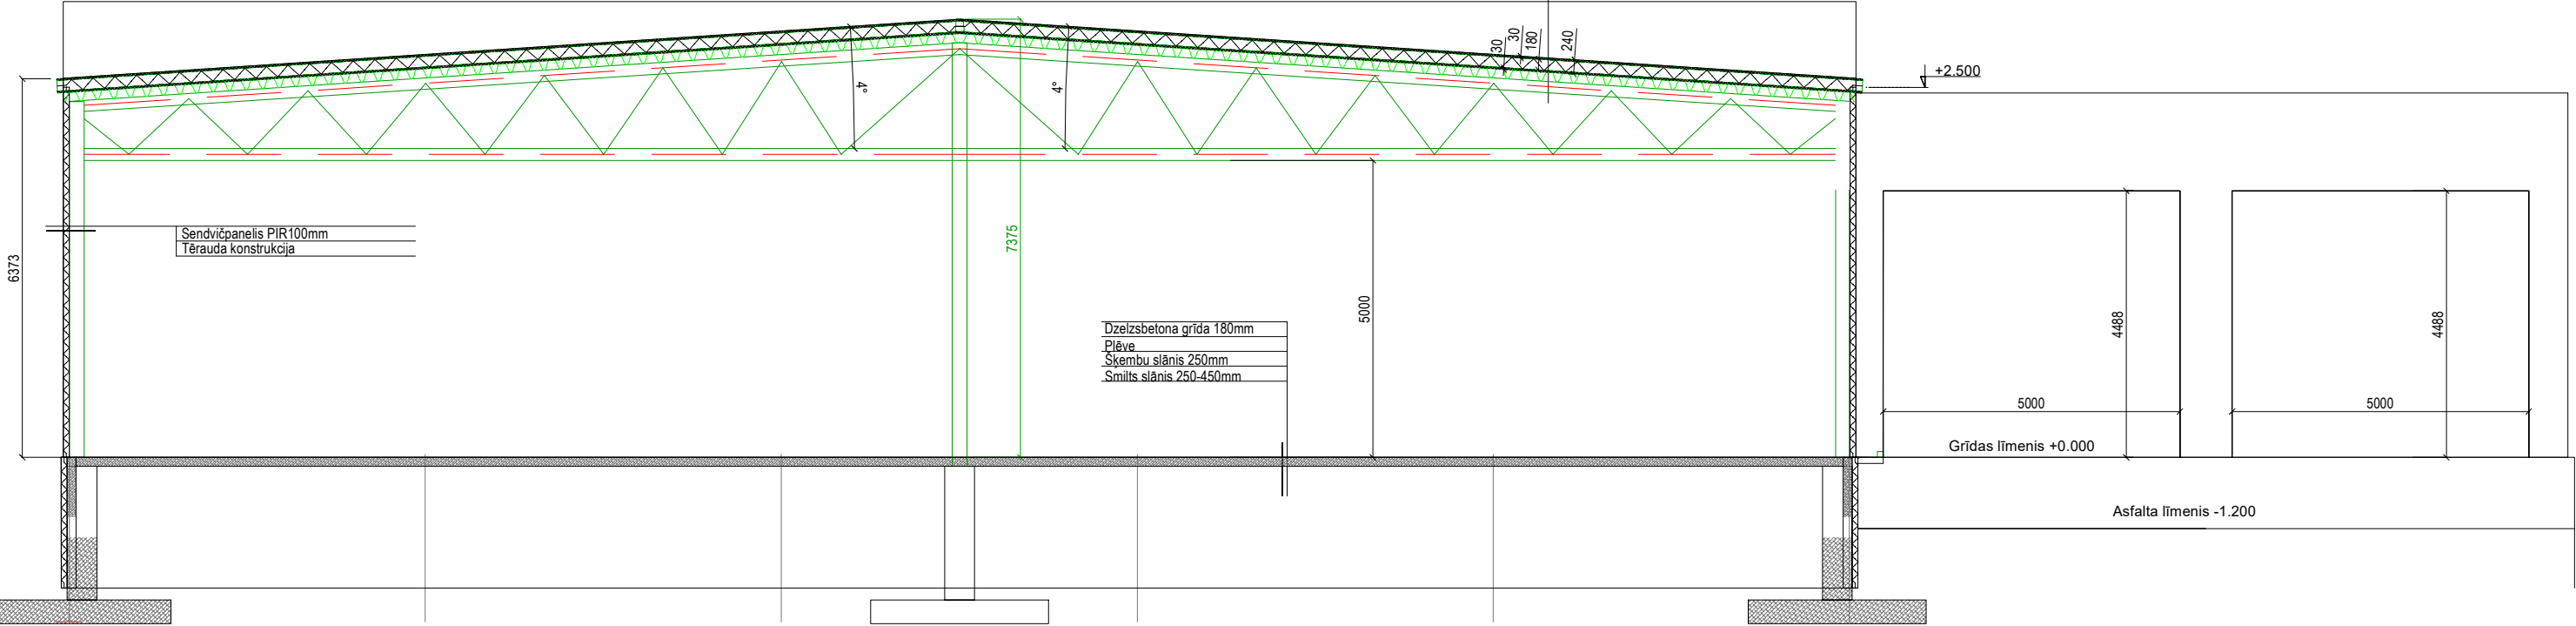 30
30
180
240
+2.500
4°
4°
Sendvičpanelis PIR100mm
Tērauda konstrukcija
6373
7375
5000
Dzelzsbetona grīda 180mm
Plēve
Šķembu slānis 250mm
Smilts slānis 250-450mm
4488
4488
5000
5000
Grīdas līmenis +0.000
Asfalta līmenis -1.200